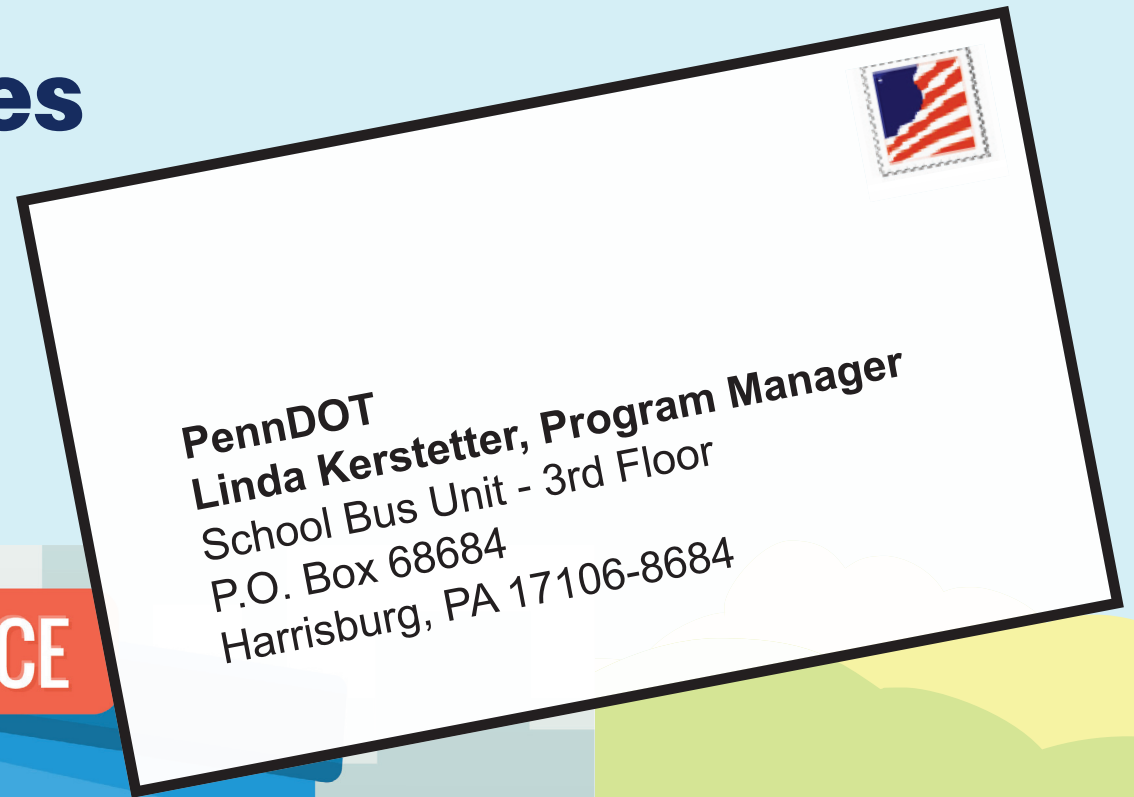 es
PennDOT
Linda Kerstetter, Program Manager
School Bus Unit - 3rd Floor
P.O. Box 68684
Harrisburg, PA 17106-8684
CE